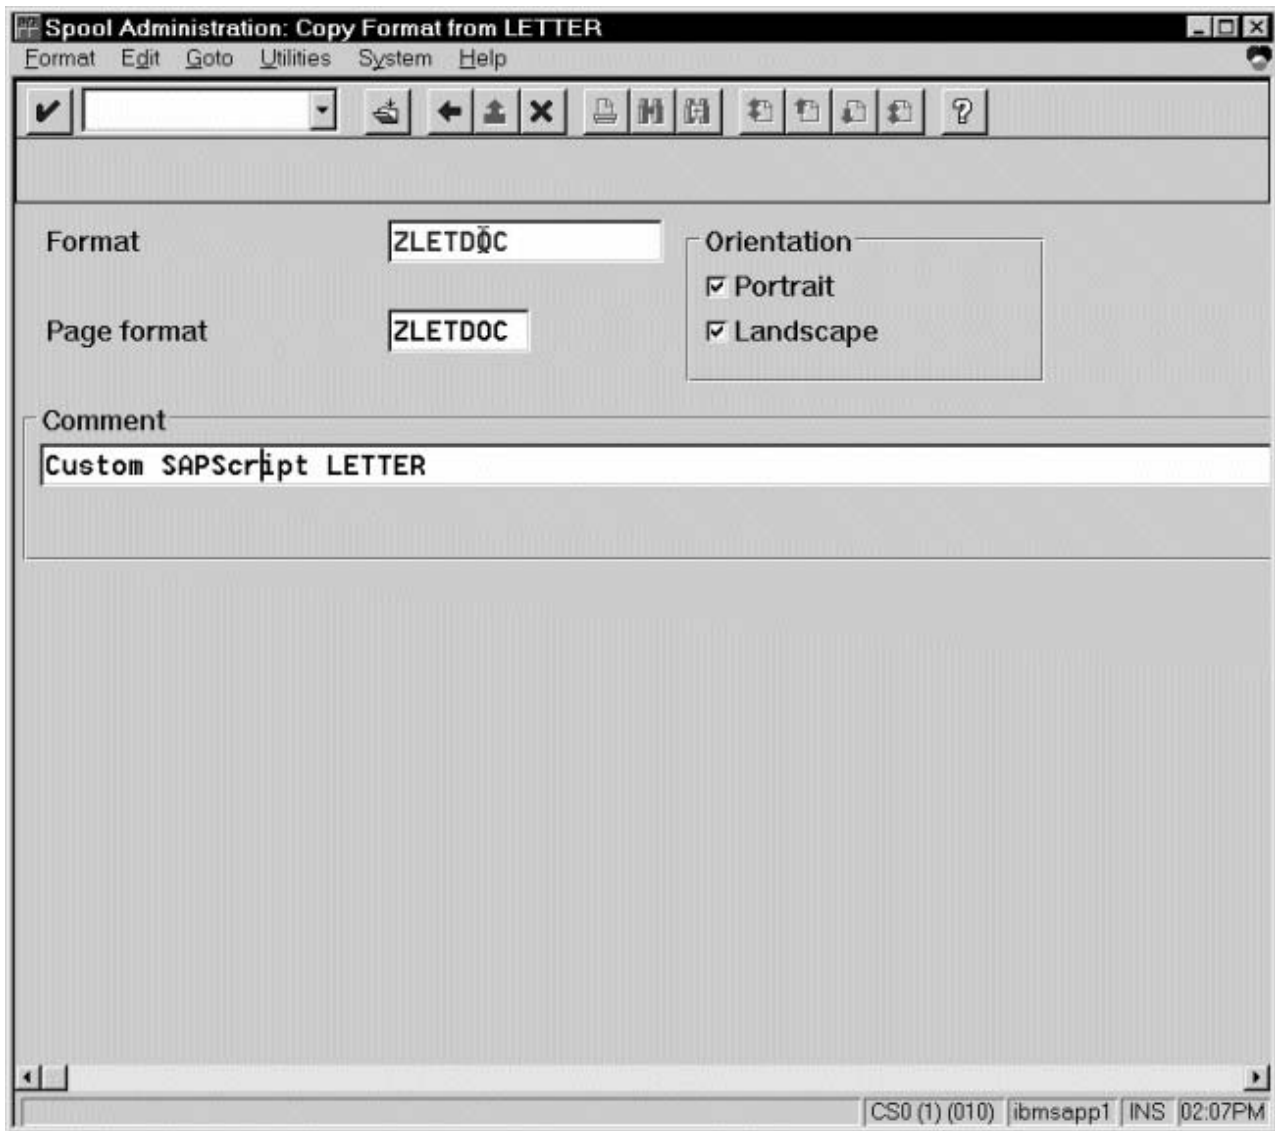 Spool Administration: Copy Format from LETTER
Format Edit Goto Utilities System Help
Format ZLETDOC Orientation
Portrait
Page format ZLETDOC Landscape
Comment
Custom SAPScript LETTER
CS0 (1) (010) ibmsapp1 INS 02:07PM